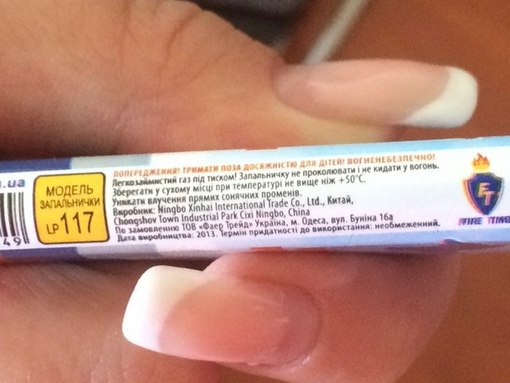 ПОПЕРЕДЖЕННЯ! ТРИМАТИ ПОЗА ДОСЯЖНІСТЮ ДЛЯ ДІТЕЙ! ВОГНЕНЕБЕЗПЕЧНО!
Легкозаймистий газ під тиском! Запальничку не проколювати і не кидати у вогонь.
Зберегати у сухому місці при температурі не вище ніж +50°C.
Уникати влучення прямих сонячних променів.
Виробник: Ningbo Xinhai International Trade Co., Ltd., Китай,
Chongshov Town Industrial Park Cixi Ningbo, China
По замовленню ТОВ «Фаер Трейд» Україна, м. Одеса, вул. Букіна 16а
Дата виробництва: 2013. Термін придатності до використання: необмежений.
.ua
49
МОДЕЛЬ
ЗАПАЛЬНИЧКИ
LP 117
FT
FIRE TIME